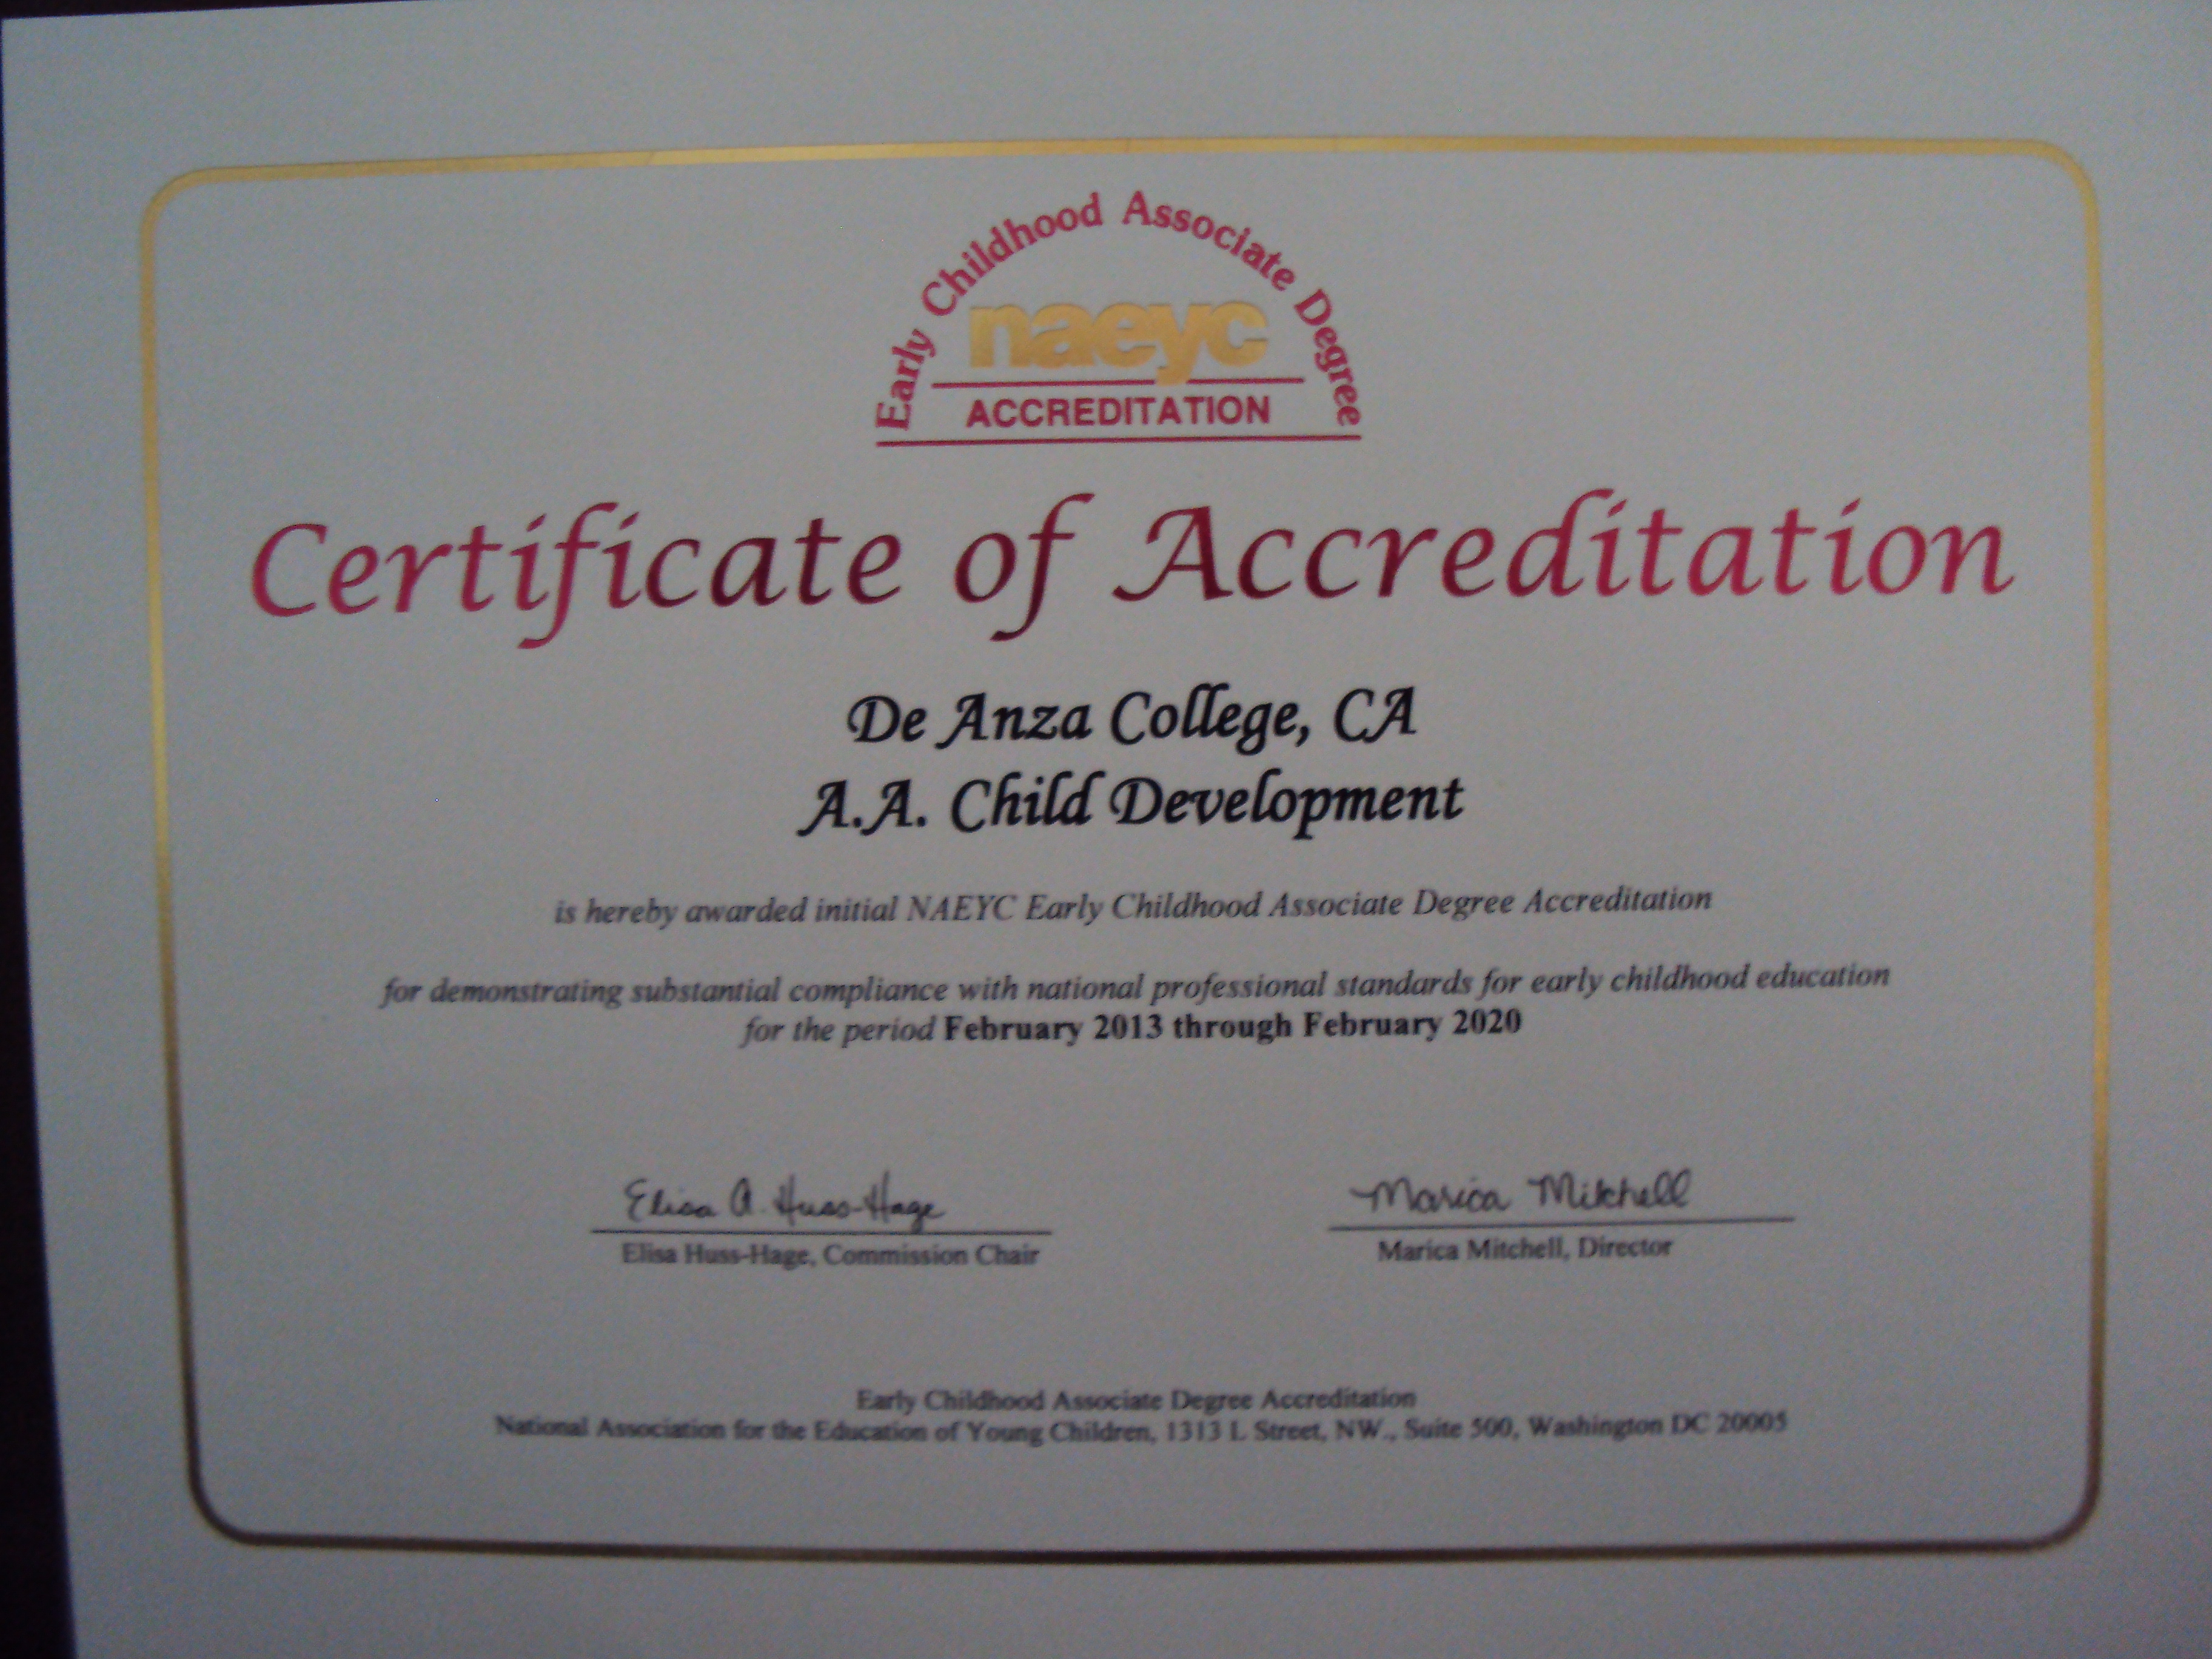 Early Childhood Associate Degree
naeyc
ACCREDITATION
Certificate of Accreditation
De Anza College, CA
A.A. Child Development
is hereby awarded initial NAEYC Early Childhood Associate Degree Accreditation
for demonstrating substantial compliance with national professional standards for early childhood education
for the period February 2013 through February 2020
Elisa A. Huss-Hage
Marica Mitchell
Elisa Huss-Hage, Commission Chair
Marica Mitchell, Director
Early Childhood Associate Degree Accreditation
National Association for the Education of Young Children, 1313 L Street, NW., Suite 500, Washington DC 20005